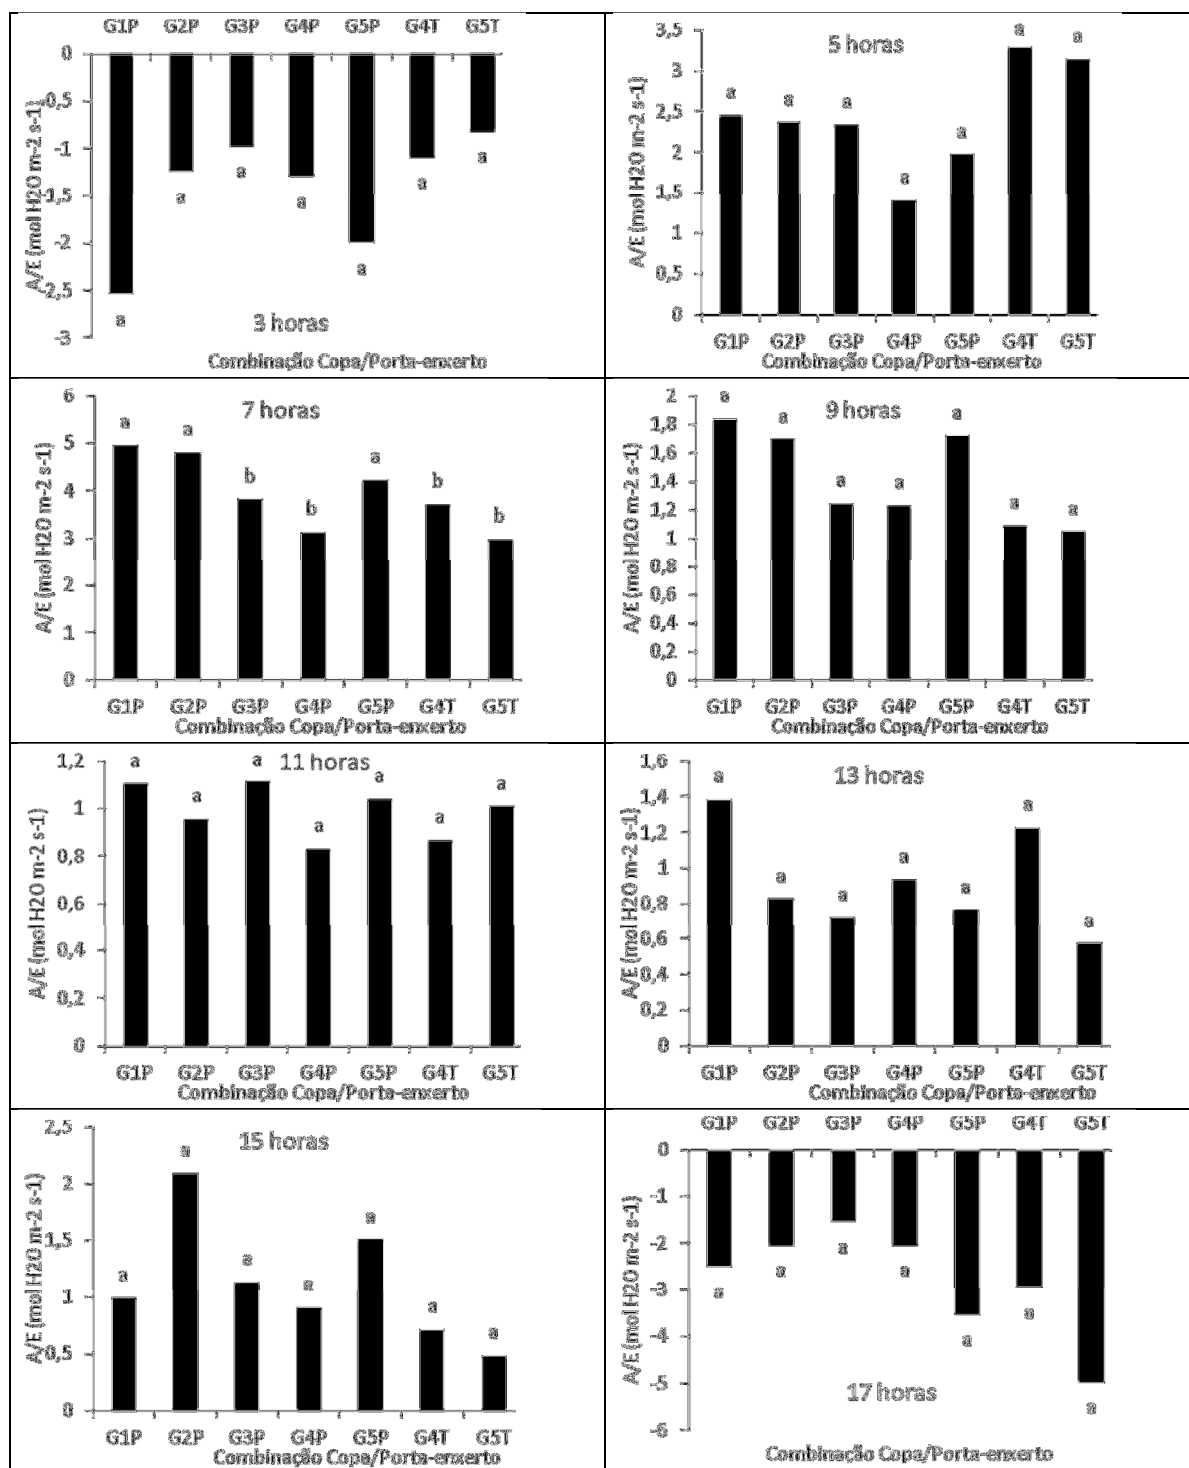 G1P G2P G3P G4P G5P G4T G5T
0
-0,5
-1
-1,5
-2
-2,5
-3
A/E (mol H2O m-2 s-1)
a a a a a a a
3 horas
Combinação Copa/Porta-enxerto
5 horas
3,5
3
2,5
2
1,5
1
0,5
0
A/E (mol H2O m-2 s-1)
a a a a a a a
G1P G2P G3P G4P G5P G4T G5T
Combinação Copa/Porta-enxerto
7 horas
6
5
4
3
2
1
0
A/E (mol H2O m-2 s-1)
a a b b a b b
G1P G2P G3P G4P G5P G4T G5T
Combinação Copa/Porta-enxerto
9 horas
2
1,8
1,6
1,4
1,2
1
0,8
0,6
0,4
0,2
0
A/E (mol H2O m-2 s-1)
a a a a a a a
G1P G2P G3P G4P G5P G4T G5T
Combinação Copa/Porta-enxerto
11 horas
1,2
1
0,8
0,6
0,4
0,2
0
A/E (mol H2O m-2 s-1)
a a a a a a a
G1P G2P G3P G4P G5P G4T G5T
Combinação Copa/Porta-enxerto
13 horas
1,6
1,4
1,2
1
0,8
0,6
0,4
0,2
0
A/E (mol H2O m-2 s-1)
a a a a a a a
G1P G2P G3P G4P G5P G4T G5T
Combinação Copa/Porta-enxerto
15 horas
2,5
2
1,5
1
0,5
0
A/E (mol H2O m-2 s-1)
a a a a a a a
G1P G2P G3P G4P G5P G4T G5T
Combinação Copa/Porta-enxerto
G1P G2P G3P G4P G5P G4T G5T
0
-1
-2
-3
-4
-5
-6
A/E (mol H2O m-2 s-1)
a a a a a a a
17 horas
Combinação Copa/Porta-enxerto